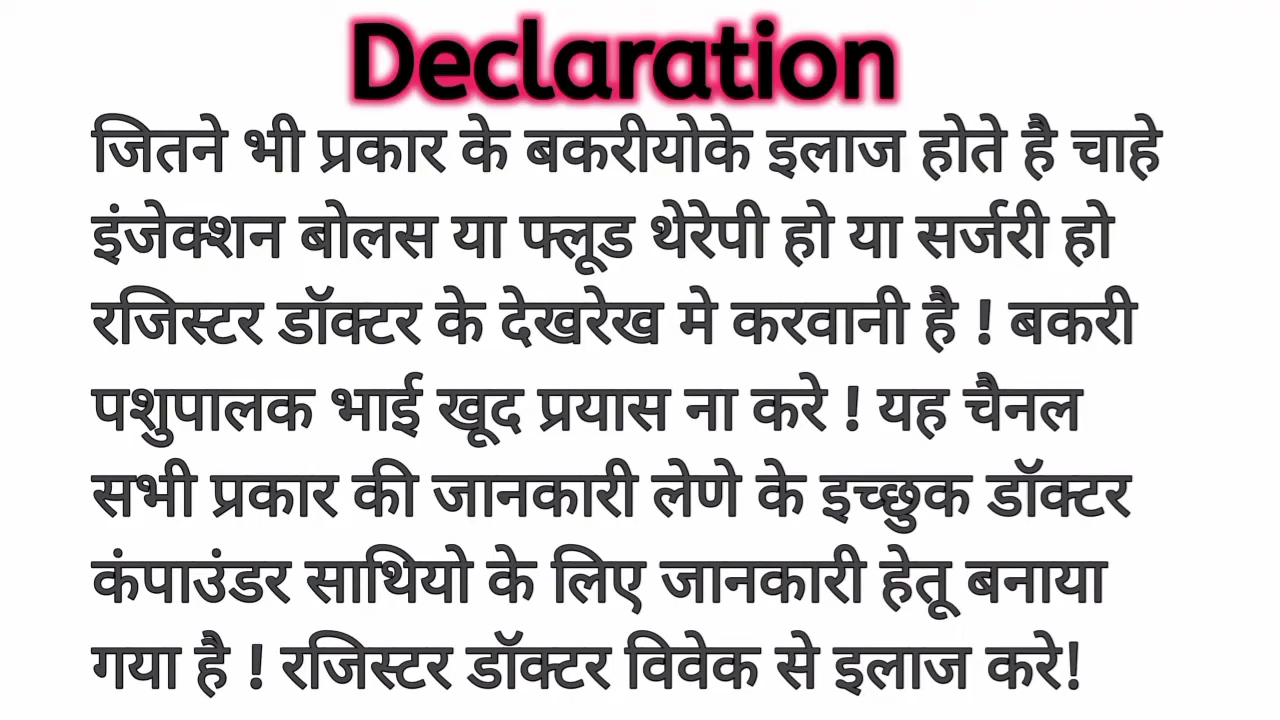 Declaration
जितने भी प्रकार के बकरीयोके इलाज होते है चाहे
इंजेक्शन बोलस या फ्लूड थेरेपी हो या सर्जरी हो
रजिस्टर डॉक्टर के देखरेख मे करवानी है ! बकरी
पशुपालक भाई खूद प्रयास ना करे ! यह चैनल
सभी प्रकार की जानकारी लेणे के इच्छुक डॉक्टर
कंपाउंडर साथियो के लिए जानकारी हेतू बनाया
गया है ! रजिस्टर डॉक्टर विवेक से इलाज करे!